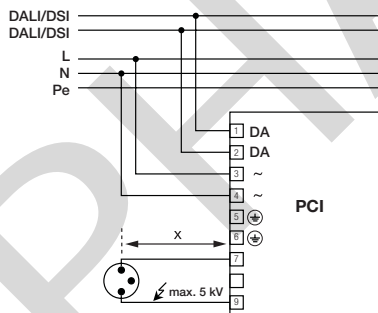 DALI/DSI
DALI/DSI
L
N
Pe
1 DA
2 DA
3 ~
4 ~
PCI
5
6
X
7
max. 5 kV
9